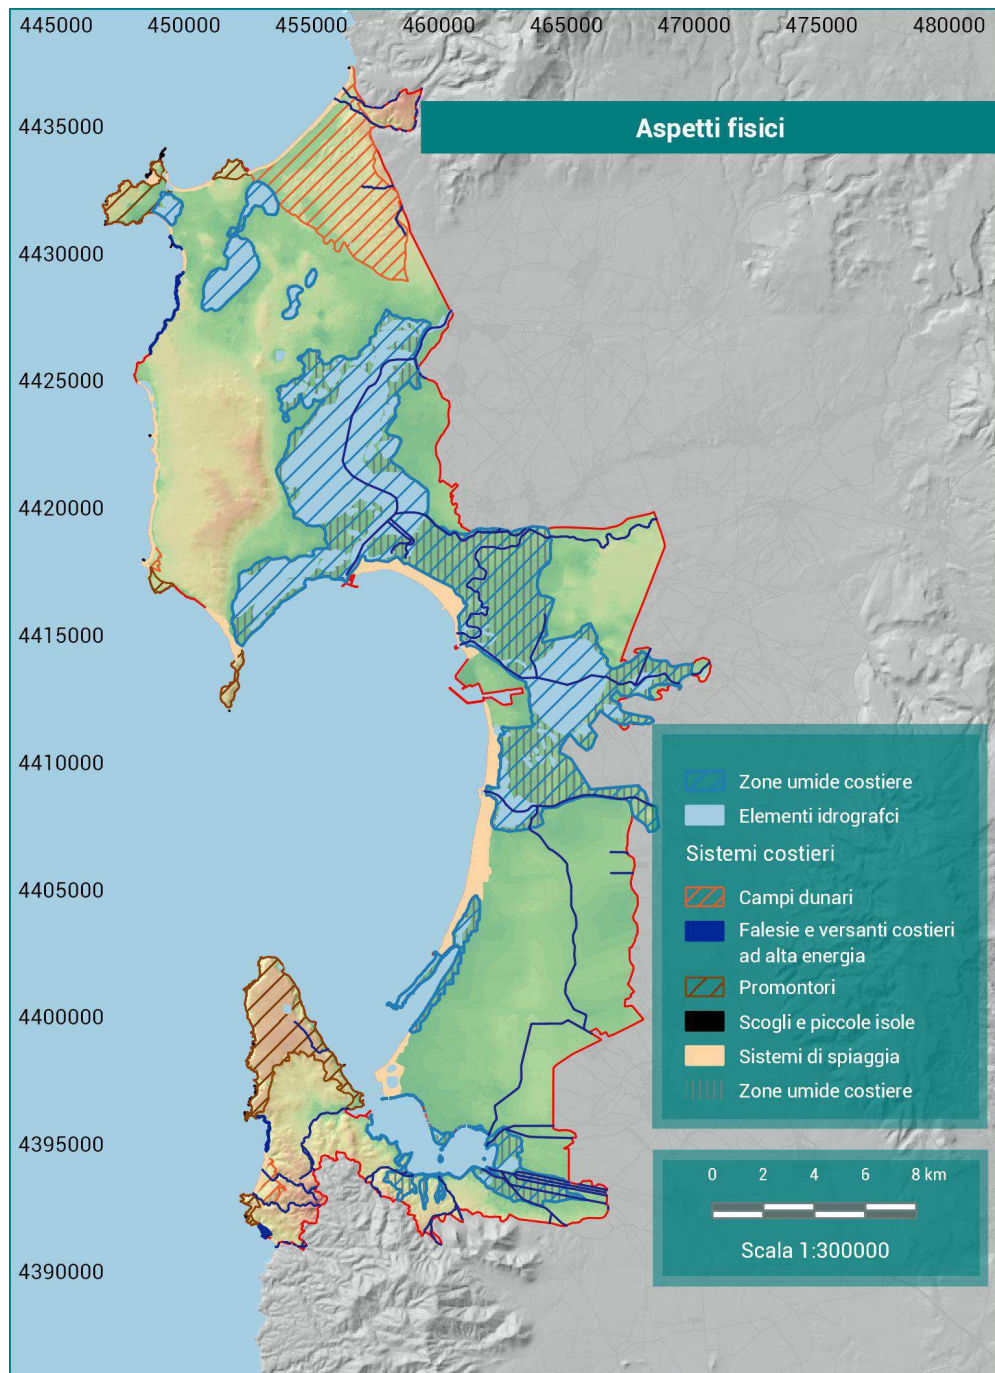 445000 450000 455000 460000 465000 470000 475000 480000
Aspetti fisici
4435000
4430000
4425000
4420000
4415000
4410000
4405000
4400000
4395000
4390000
Zone umide costiere
Elementi idrografci
Sistemi costieri
Campi dunari
Falesie e versanti costieri
ad alta energia
Promontori
Scogli e piccole isole
Sistemi di spiaggia
Zone umide costiere
0 2 4 6 8 km
Scala 1:300000